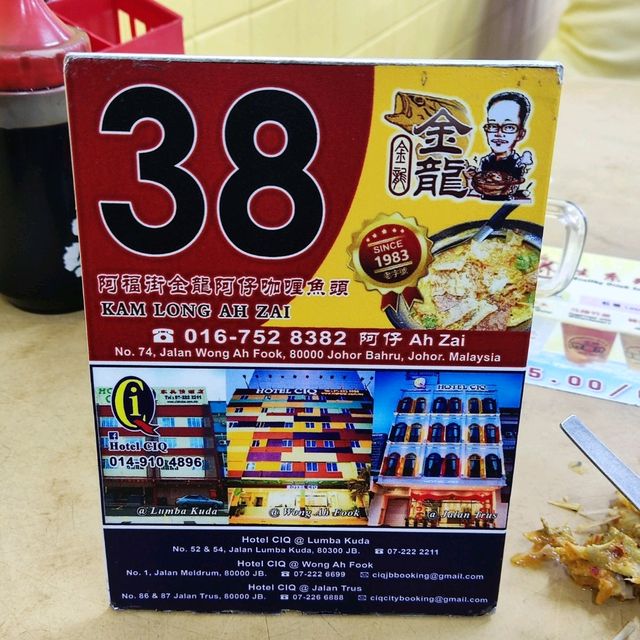 38
金龍
金龍
SINCE
1983
老字號
阿福街金龍阿仔咖喱魚頭
KAM LONG AH ZAI
☎ 016-752 8382 阿仔 Ah Zai
No. 74, Jalan Wong Ah Fook, 80000 Johor Bahru, Johor. Malaysia
HOTEL CIQ
HOTEL CIQ
Hotel CIQ
014-910 4896
@ Lumba Kuda
@ Wong Ah Fook
@ Jalan Trus
Hotel CIQ @ Lumba Kuda
No. 52 & 54, Jalan Lumba Kuda, 80300 JB. ☎ 07-222 2211
Hotel CIQ @ Wong Ah Fook
No. 1, Jalan Meldrum, 80000 JB. ☎ 07-222 6699 ✉ ciqjbbooking@gmail.com
Hotel CIQ @ Jalan Trus
No. 86 & 87 Jalan Trus, 80000 JB. ☎ 07-226 6888 ✉ ciqcitybooking@gmail.com
5.00/